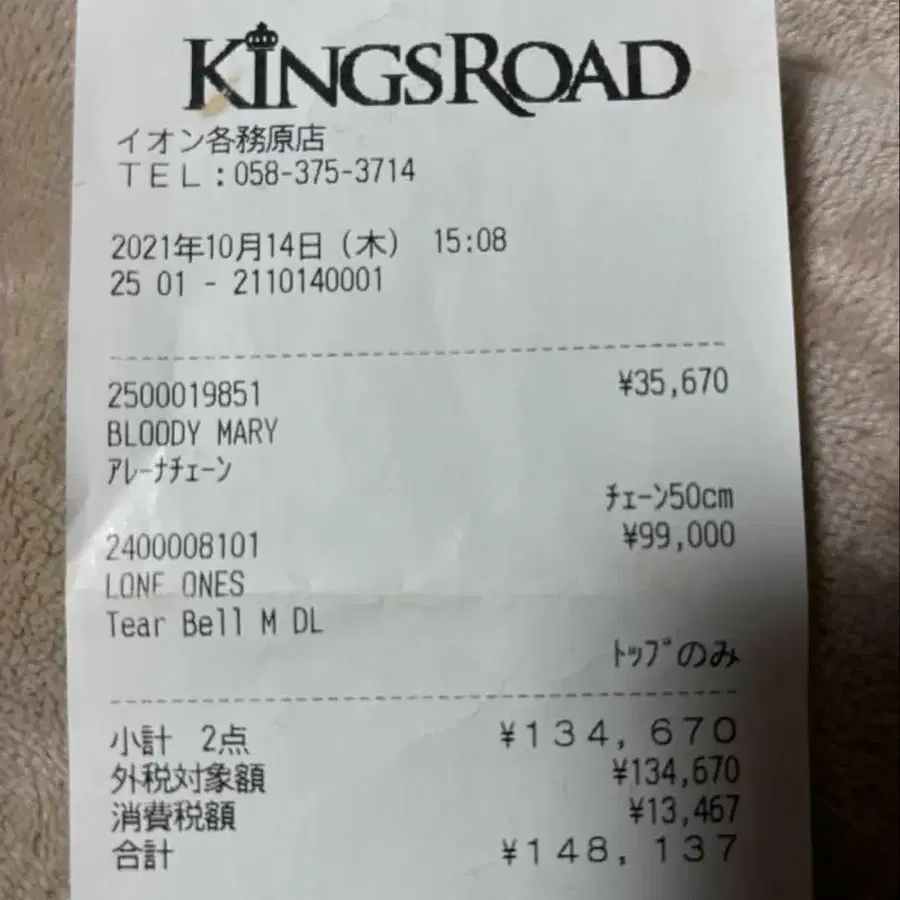 KINGSROAD
イオン各務原店
ＴＥＬ：058-375-3714
2021年10月14日（木） 15:08
25 01 - 2110140001
2500019851 ¥35,670
BLOODY MARY
ｱﾚｰﾅﾁｪｰﾝ
ﾁｪｰﾝ50cm
2400008101 ¥99,000
LONE ONES
Tear Bell M DL
ﾄｯﾌﾟのみ
小計 2点 ¥１３４，６７０
外税対象額 ¥134,670
消費税額 ¥13,467
合計 ¥１４８，１３７